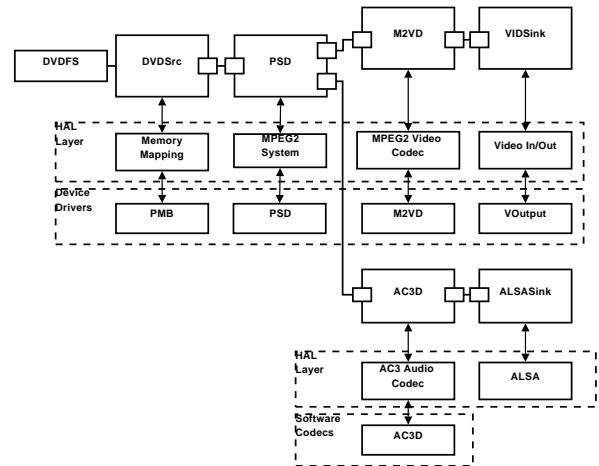 M2VD
VIDSink
DVDFS
DVDSrc
PSD
HAL
Layer
Memory
Mapping
MPEG2
System
MPEG2 Video
Codec
Video In/Out
Device
Drivers
PMB
PSD
M2VD
VOutput
AC3D
ALSASink
HAL
Layer
AC3 Audio
Codec
ALSA
Software
Codecs
AC3D